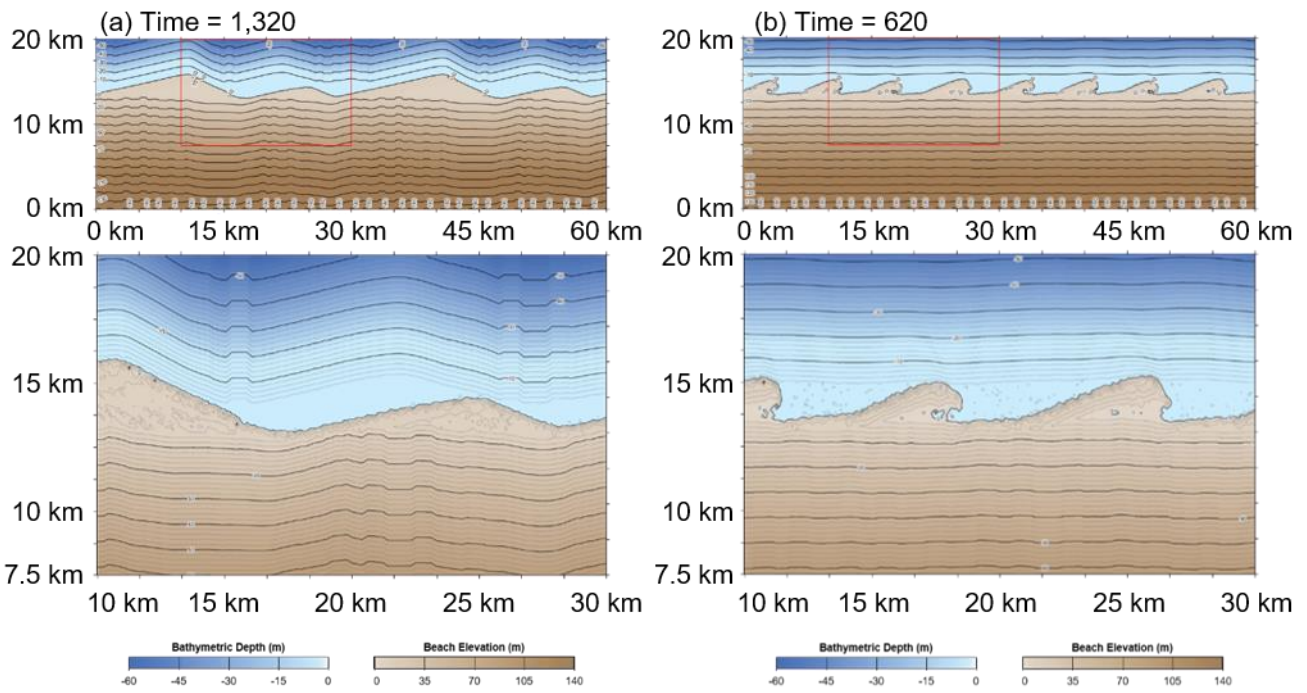 (a) Time = 1,320
20 km
10 km
0 km
0 km 15 km 30 km 45 km 60 km
20 km
15 km
10 km
7.5 km
10 km 15 km 20 km 25 km 30 km
Bathymetric Depth (m)
-60 -45 -30 -15 0
Beach Elevation (m)
0 35 70 105 140
(b) Time = 620
20 km
10 km
0 km
0 km 15 km 30 km 45 km 60 km
20 km
15 km
10 km
7.5 km
10 km 15 km 20 km 25 km 30 km
Bathymetric Depth (m)
-60 -45 -30 -15 0
Beach Elevation (m)
0 35 70 105 140